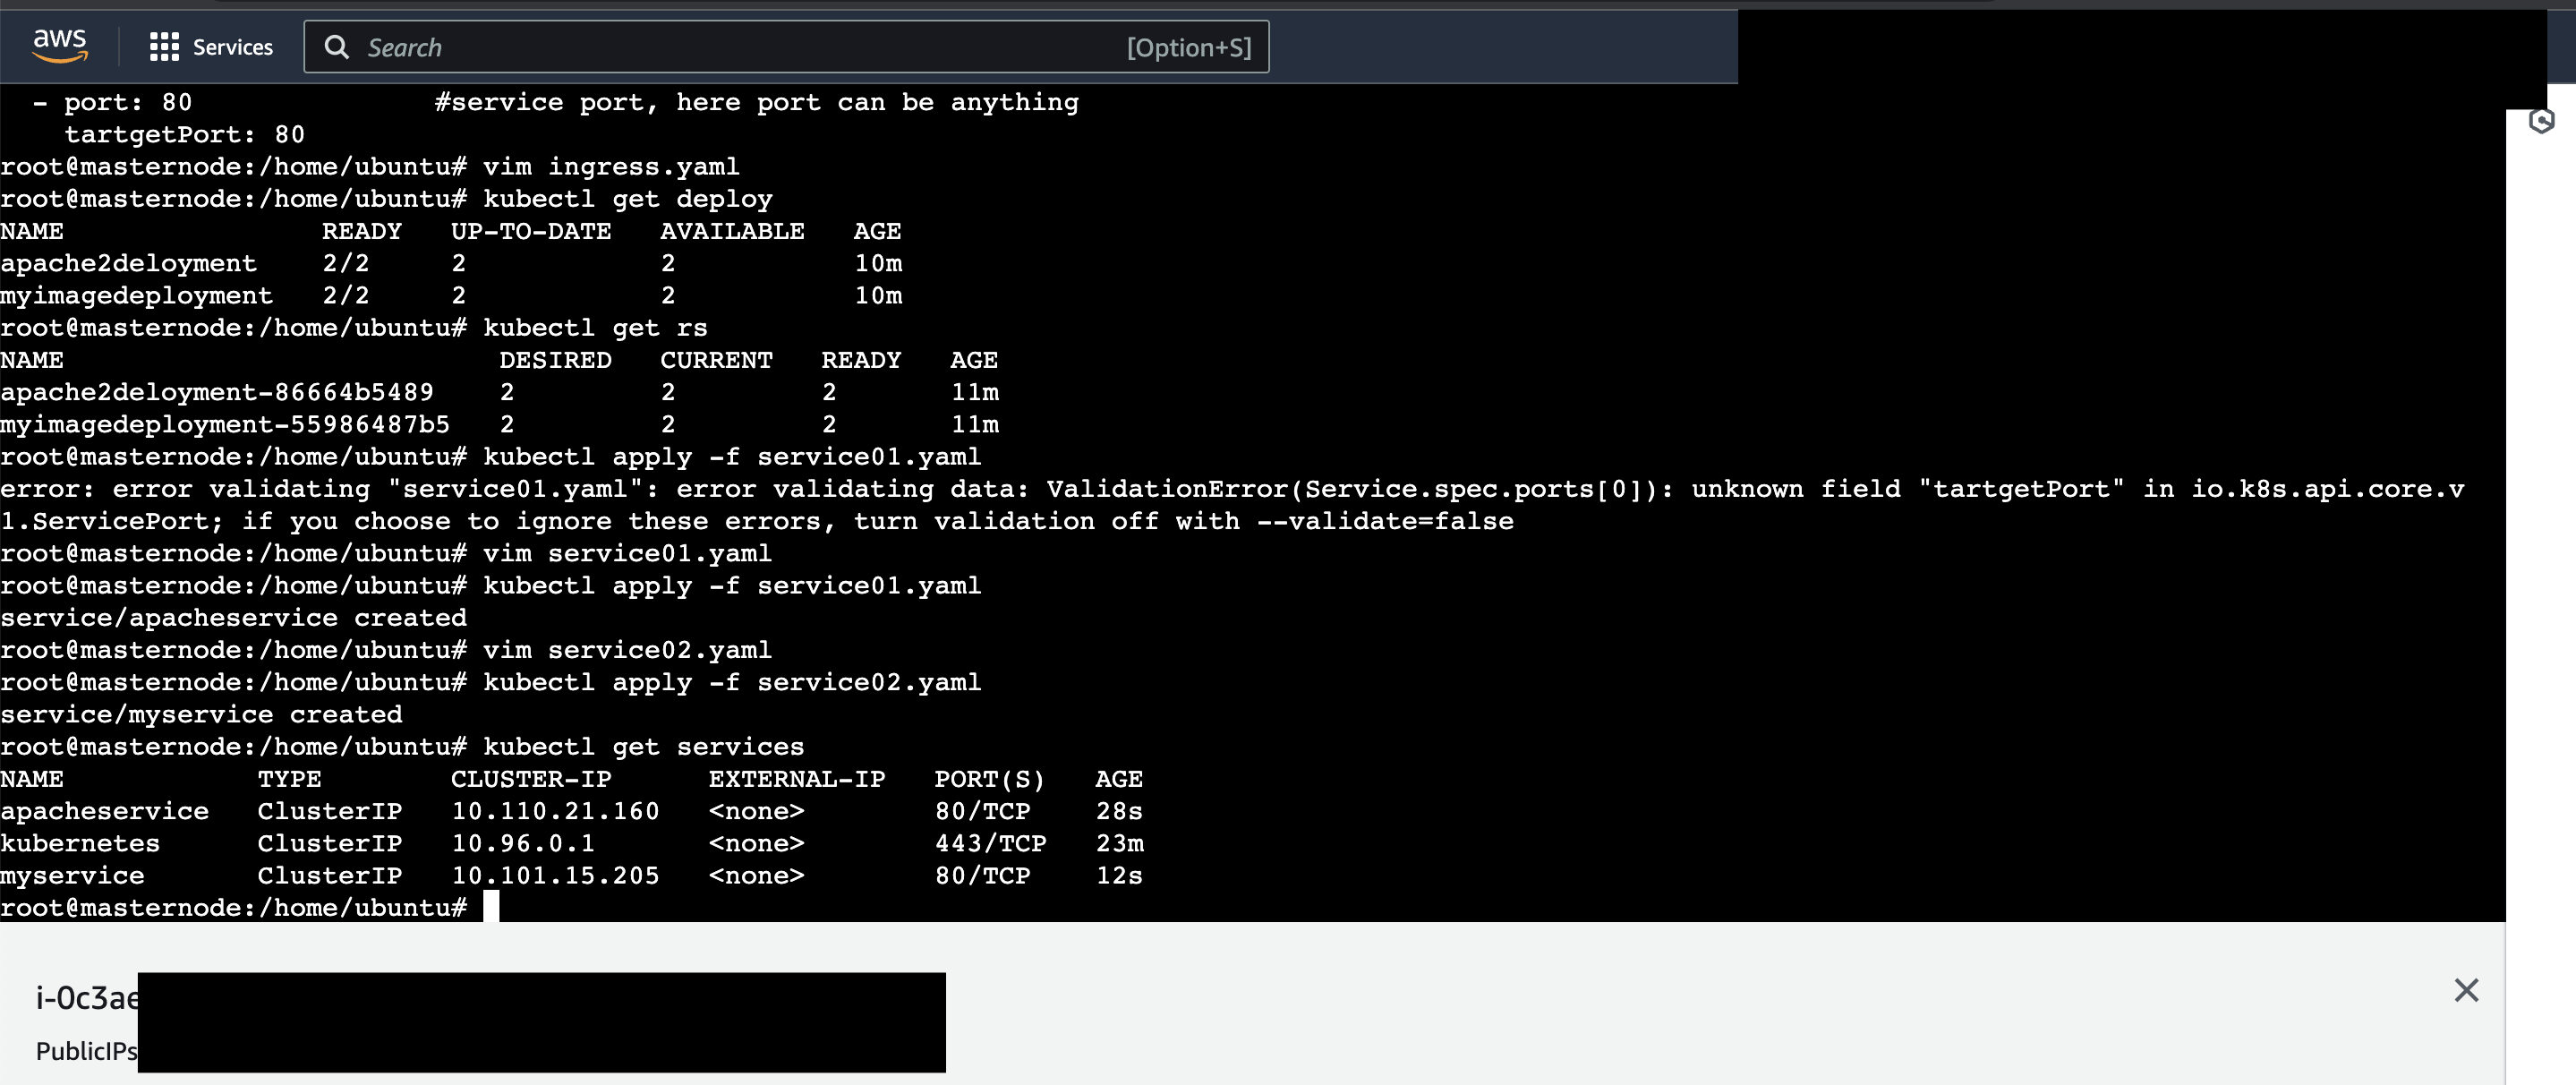 aws Services Search [Option+S]
- port: 80 #service port, here port can be anything
tartgetPort: 80
root@masternode:/home/ubuntu# vim ingress.yaml
root@masternode:/home/ubuntu# kubectl get deploy
NAME READY UP-TO-DATE AVAILABLE AGE
apache2deloyment 2/2 2 2 10m
myimagedeployment 2/2 2 2 10m
root@masternode:/home/ubuntu# kubectl get rs
NAME DESIRED CURRENT READY AGE
apache2deloyment-86664b5489 2 2 2 11m
myimagedeployment-55986487b5 2 2 2 11m
root@masternode:/home/ubuntu# kubectl apply -f service01.yaml
error: error validating "service01.yaml": error validating data: ValidationError(Service.spec.ports[0]): unknown field "tartgetPort" in io.k8s.api.core.v
1.ServicePort; if you choose to ignore these errors, turn validation off with --validate=false
root@masternode:/home/ubuntu# vim service01.yaml
root@masternode:/home/ubuntu# kubectl apply -f service01.yaml
service/apacheservice created
root@masternode:/home/ubuntu# vim service02.yaml
root@masternode:/home/ubuntu# kubectl apply -f service02.yaml
service/myservice created
root@masternode:/home/ubuntu# kubectl get services
NAME TYPE CLUSTER-IP EXTERNAL-IP PORT(S) AGE
apacheservice ClusterIP 10.110.21.160 <none> 80/TCP 28s
kubernetes ClusterIP 10.96.0.1 <none> 443/TCP 23m
myservice ClusterIP 10.101.15.205 <none> 80/TCP 12s
root@masternode:/home/ubuntu#
i-0c3ae
PublicIPs